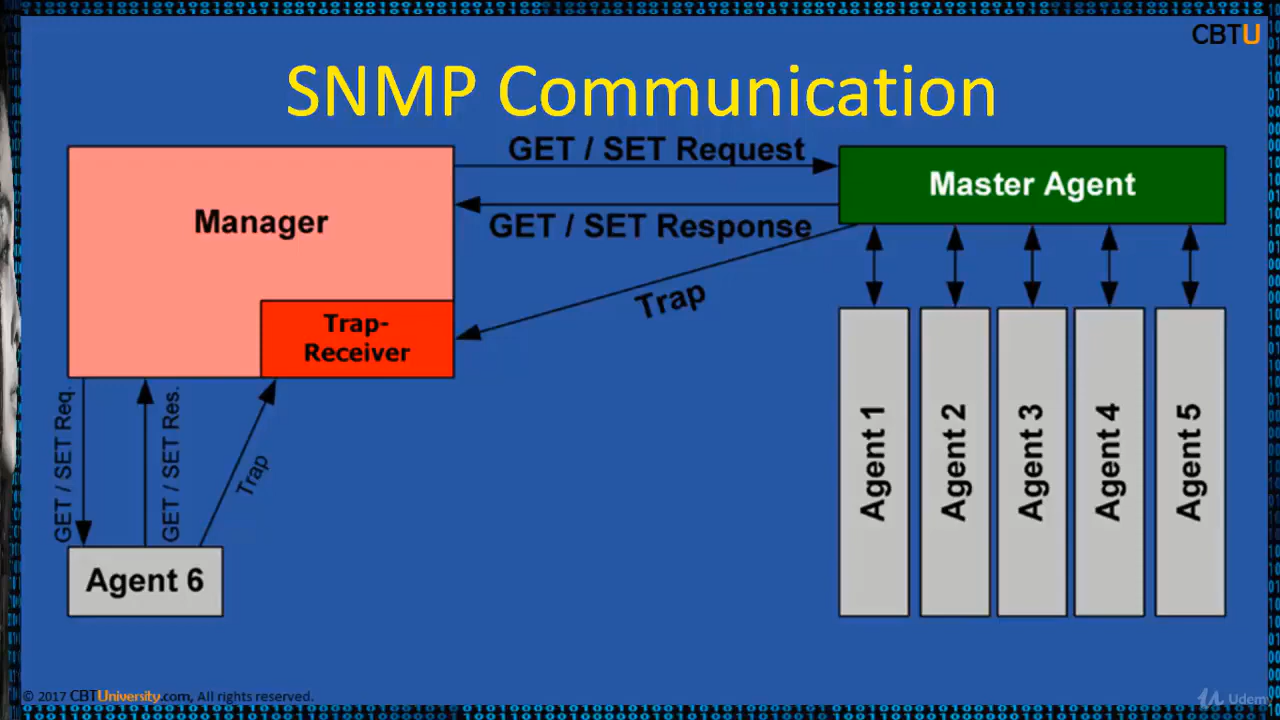 CBTU
SNMP Communication
GET / SET Request
Master Agent
Manager
GET / SET Response
Trap
Trap-
Receiver
GET / SET Req.
GET / SET Res.
Trap
Agent 1
Agent 2
Agent 3
Agent 4
Agent 5
Agent 6
© 2017 CBTUniversity.com, All rights reserved.
Udemy